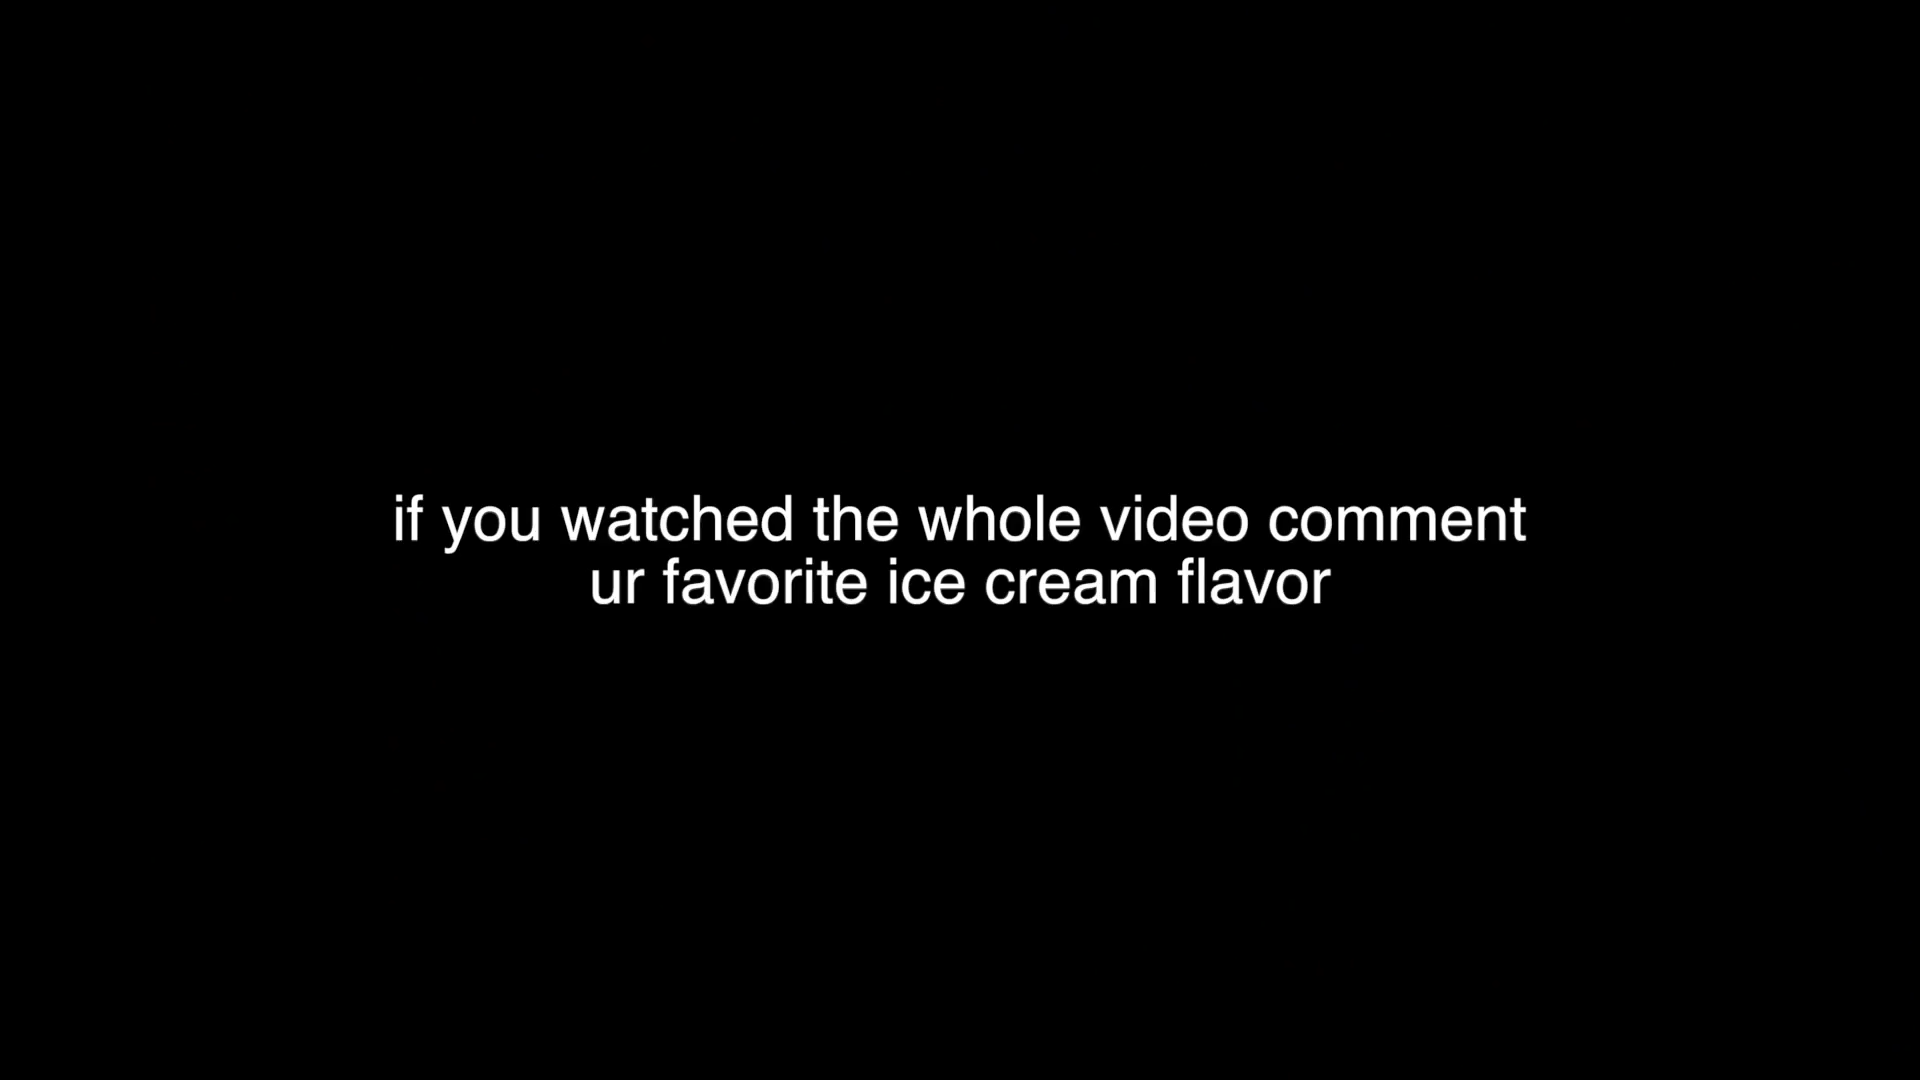 if you watched the whole video comment
ur favorite ice cream flavor